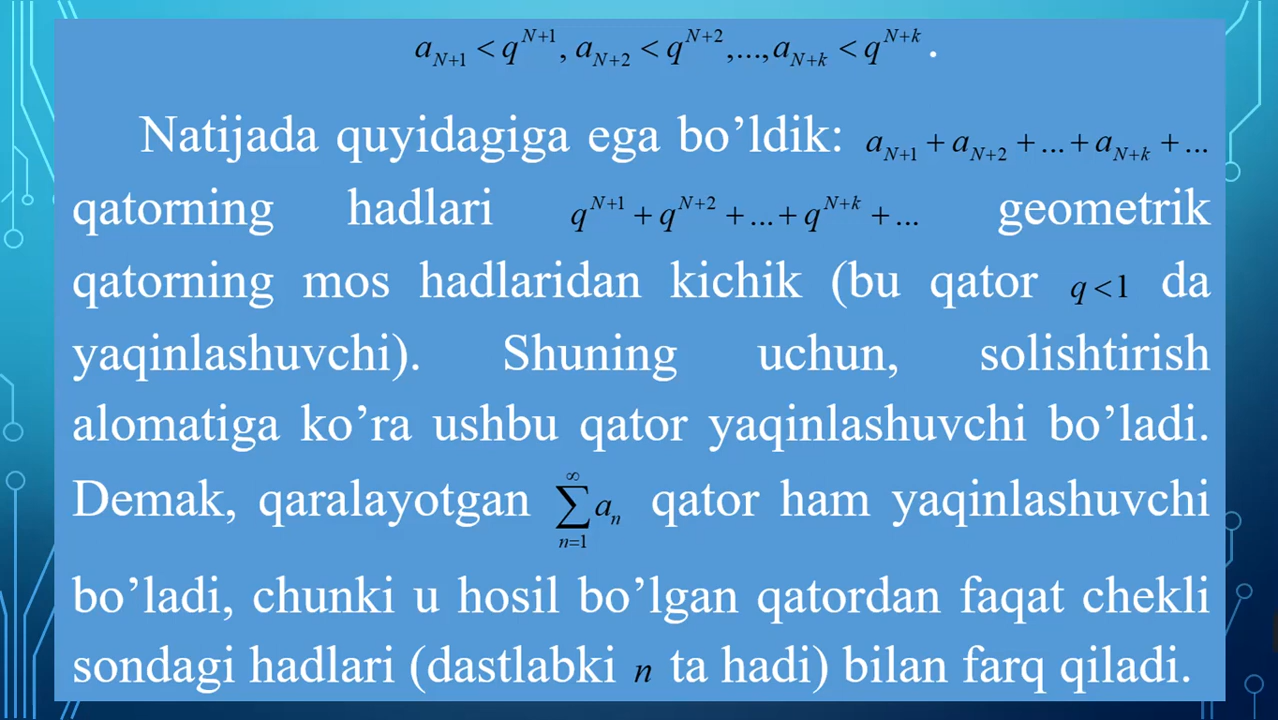 a_{N+1} < q^{N+1}, a_{N+2} < q^{N+2},..., a_{N+k} < q^{N+k} .
Natijada quyidagiga ega bo’ldik: a_{N+1} + a_{N+2} + ... + a_{N+k} + ...
qatorning hadlari q^{N+1} + q^{N+2} + ... + q^{N+k} + ... geometrik
qatorning mos hadlaridan kichik (bu qator q < 1 da
yaqinlashuvchi). Shuning uchun, solishtirish
alomatiga ko’ra ushbu qator yaqinlashuvchi bo’ladi.
Demak, qaralayotgan \sum_{n=1}^{∞} a_n qator ham yaqinlashuvchi
bo’ladi, chunki u hosil bo’lgan qatordan faqat chekli
sondagi hadlari (dastlabki n ta hadi) bilan farq qiladi.